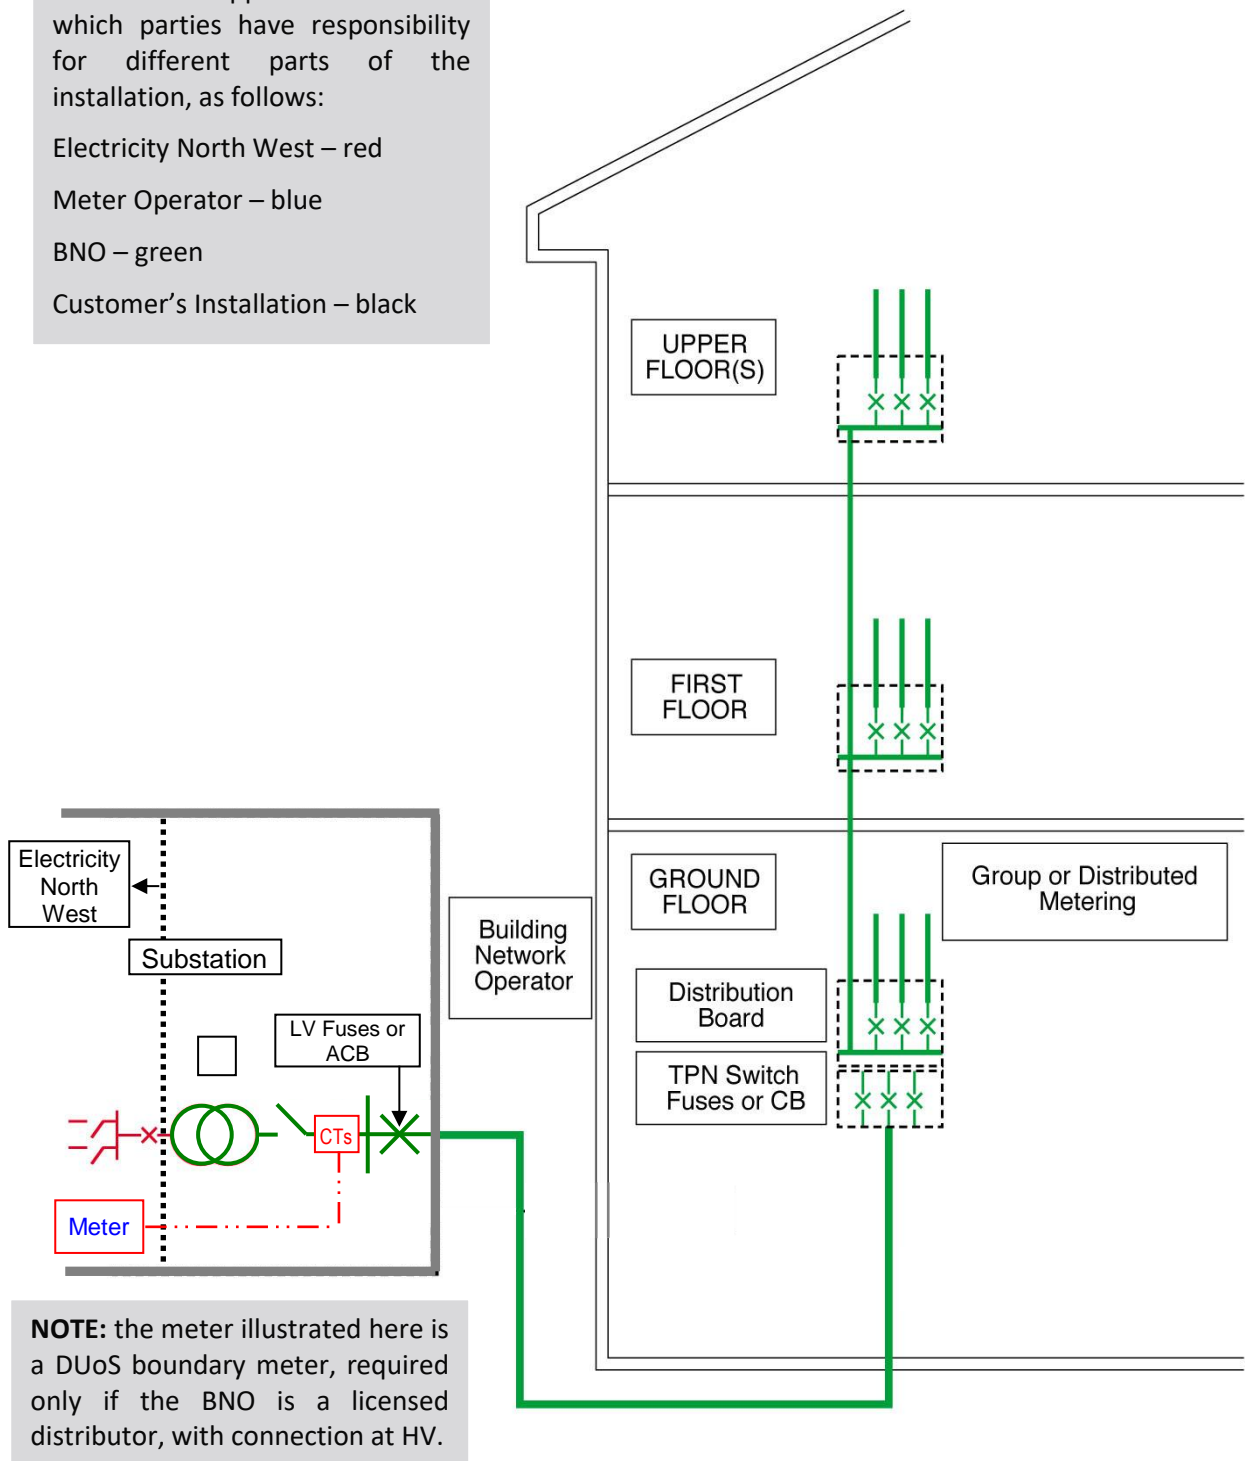 which parties have responsibility
for different parts of the
installation, as follows:
Electricity North West – red
Meter Operator – blue
BNO – green
Customer’s Installation – black
UPPER
FLOOR(S)
FIRST
FLOOR
GROUND
FLOOR
Group or Distributed
Metering
Electricity
North
West
Substation
Building
Network
Operator
Distribution
Board
LV Fuses or
ACB
TPN Switch
Fuses or CB
CTs
Meter
NOTE: the meter illustrated here is
a DUoS boundary meter, required
only if the BNO is a licensed
distributor, with connection at HV.